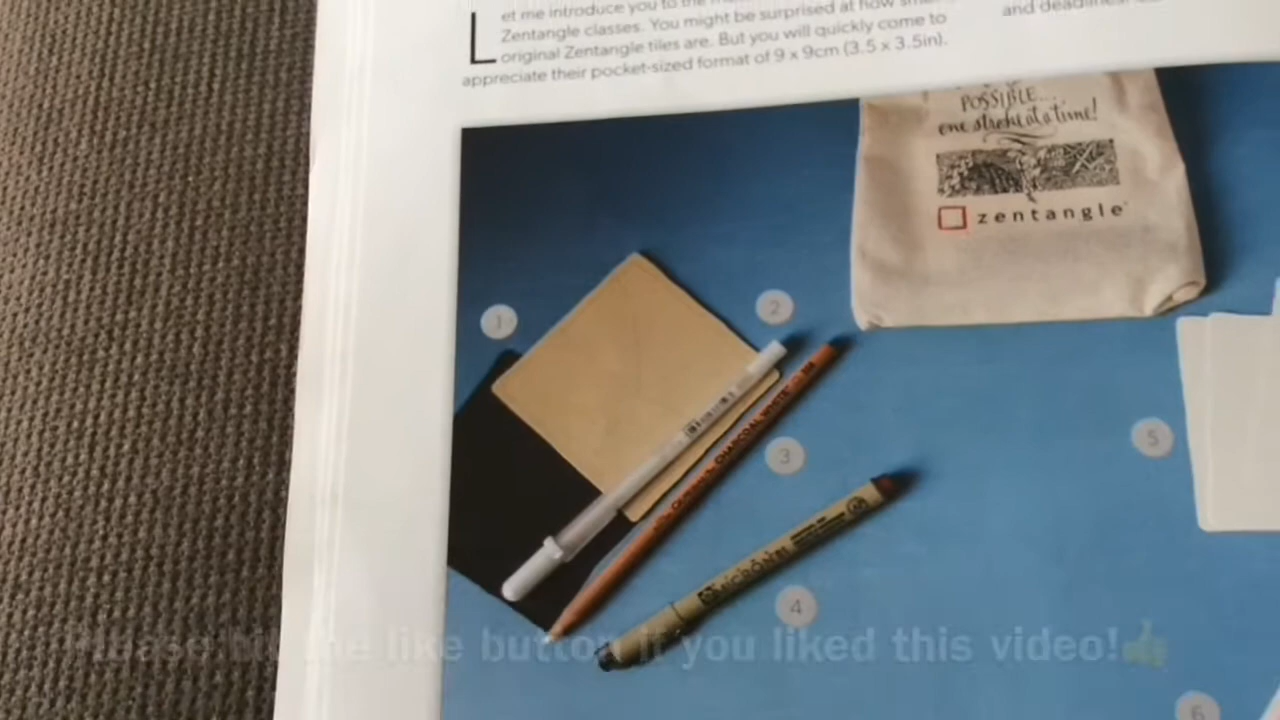 Let me introduce you to the
Zentangle classes. You might be surprised at how
original Zentangle tiles are. But you will quickly come to
appreciate their pocket-sized format of 9 x 9cm (3.5 x 3.5in).
and
POSSIBLE...
one stroke at a time!
zentangle
1
2
3
CHARCOAL WHITE
MICRON
4
5
6
Please hit the like button if you liked this video!👍